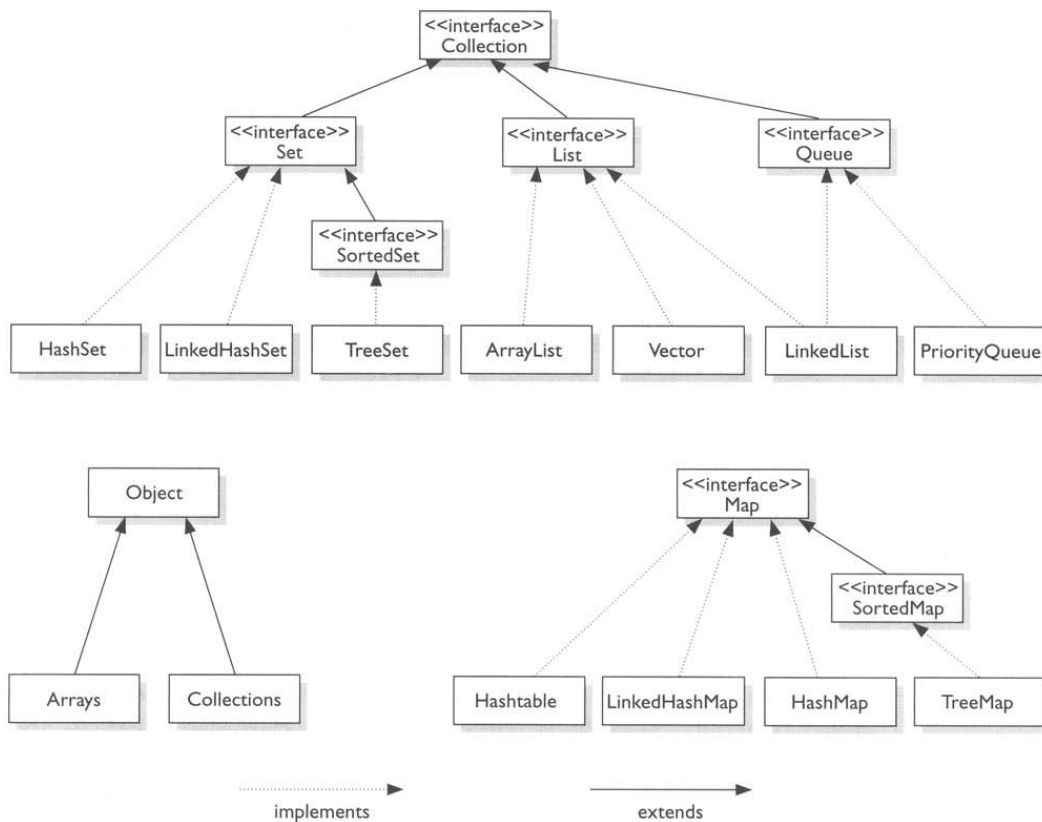 <<interface>>
Collection
<<interface>>
Set
<<interface>>
List
<<interface>>
Queue
<<interface>>
SortedSet
HashSet
LinkedHashSet
TreeSet
ArrayList
Vector
LinkedList
PriorityQueue
Object
<<interface>>
Map
<<interface>>
SortedMap
Arrays
Collections
Hashtable
LinkedHashMap
HashMap
TreeMap
implements
extends